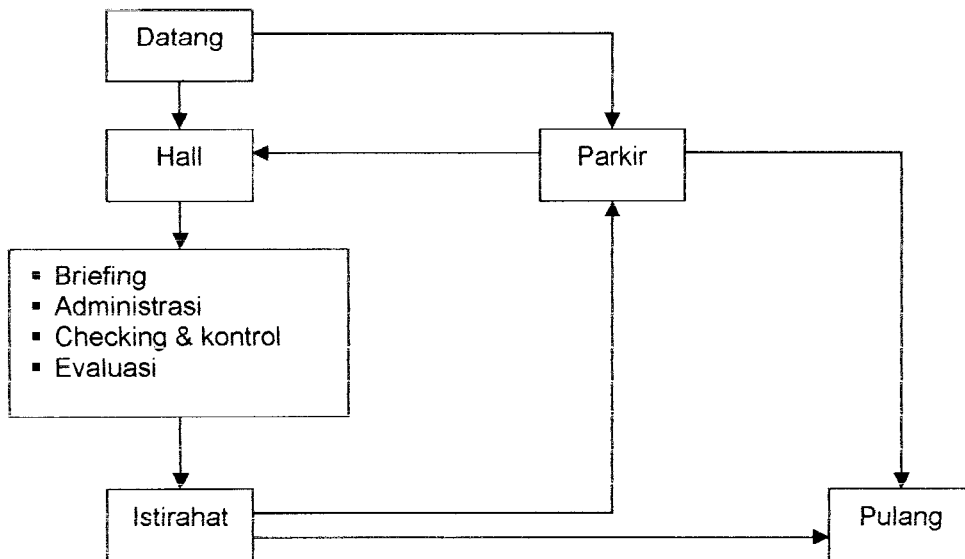 Datang
Hall
Parkir
▪ Briefing
▪ Administrasi
▪ Checking & kontrol
▪ Evaluasi
Istirahat
Pulang